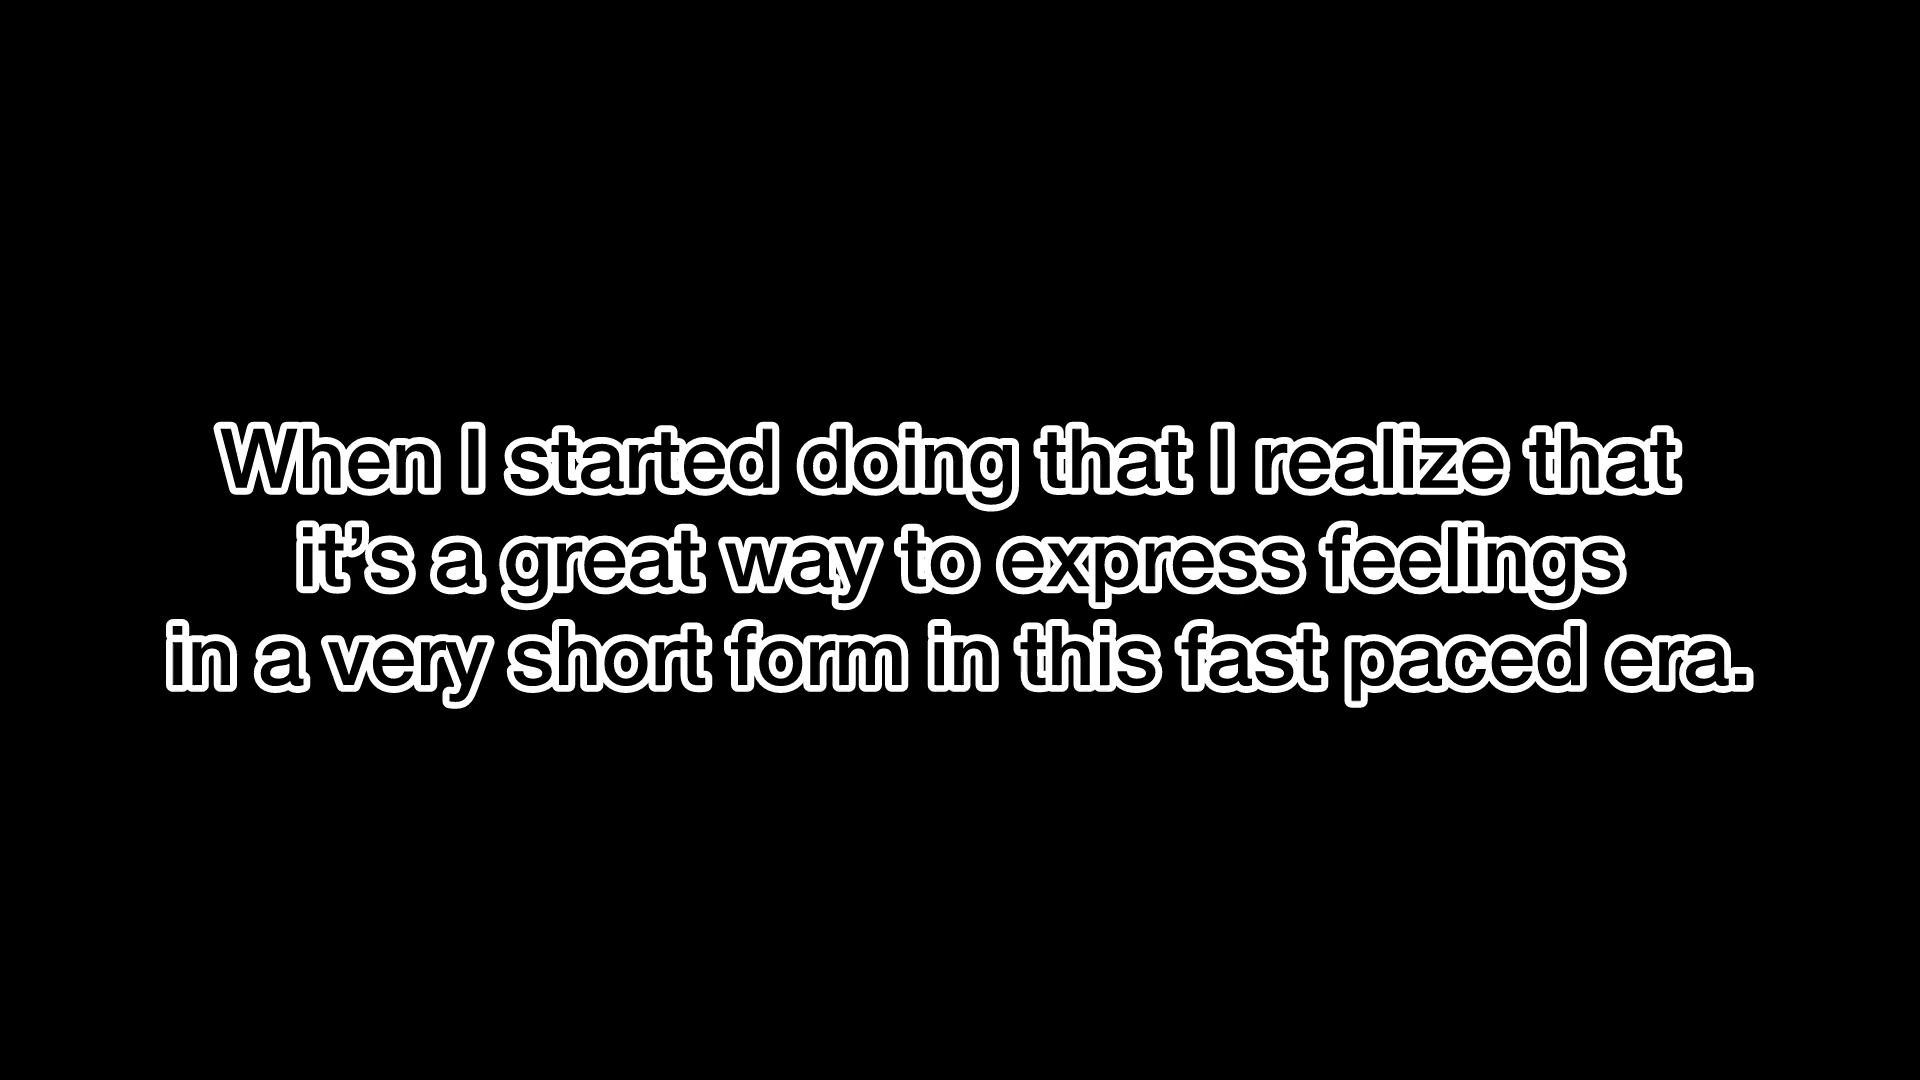 When I started doing that I realize that
it’s a great way to express feelings
in a very short form in this fast paced era.